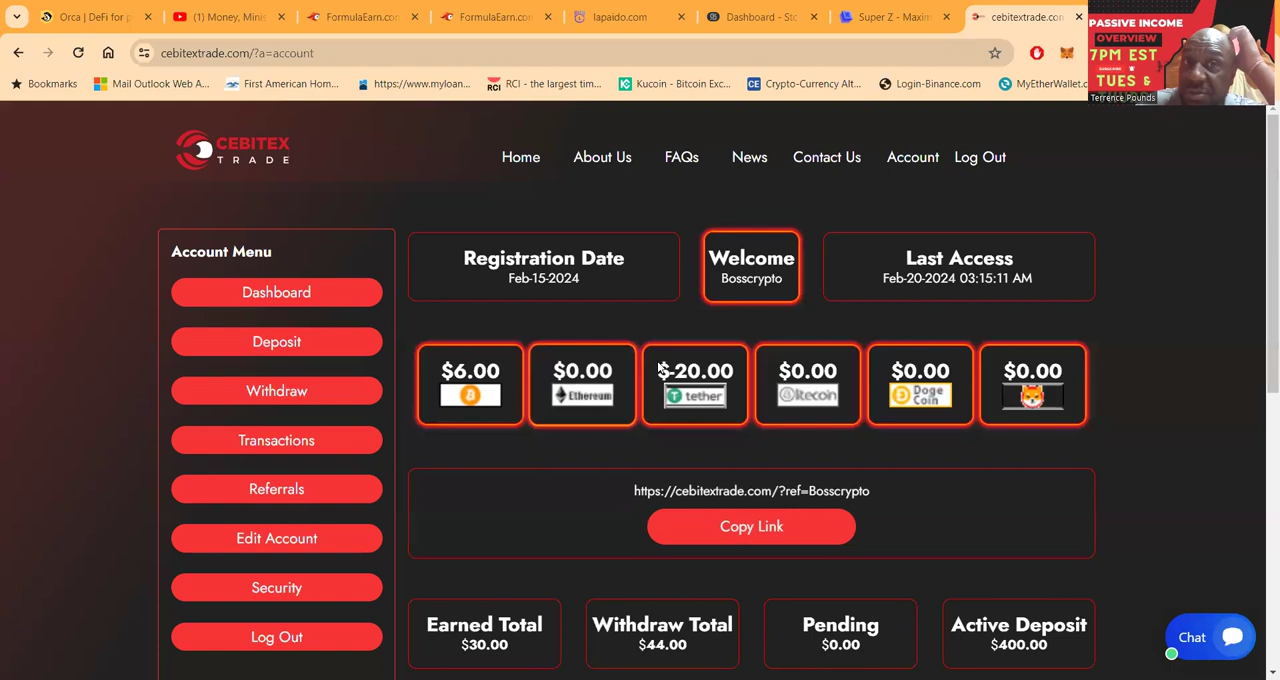 Orca | DeFi for p
(1) Money, Minis
FormulaEarn.con
FormulaEarn.con
lapaido.com
Dashboard - Sto
Super Z - Maxim
cebitextrade.con
cebitextrade.com/?a=account
Bookmarks
Mail Outlook Web A...
First American Hom...
https://www.myloan...
RCI - the largest tim...
Kucoin - Bitcoin Exc...
Crypto-Currency Alt...
Login-Binance.com
MyEtherWallet.c
PASSIVE INCOME
OVERVIEW
7PM EST
TUES &
Terrence Pounds
CEBITEX
TRADE
Home
About Us
FAQs
News
Contact Us
Account
Log Out
Account Menu
Dashboard
Deposit
Withdraw
Transactions
Referrals
Edit Account
Security
Log Out
Registration Date
Feb-15-2024
Welcome
Bosscrypto
Last Access
Feb-20-2024 03:15:11 AM
$6.00
$0.00
Ethereum
$-20.00
tether
$0.00
litecoin
$0.00
Doge
Coin
$0.00
https://cebitextrade.com/?ref=Bosscrypto
Copy Link
Earned Total
$30.00
Withdraw Total
$44.00
Pending
$0.00
Active Deposit
$400.00
Chat